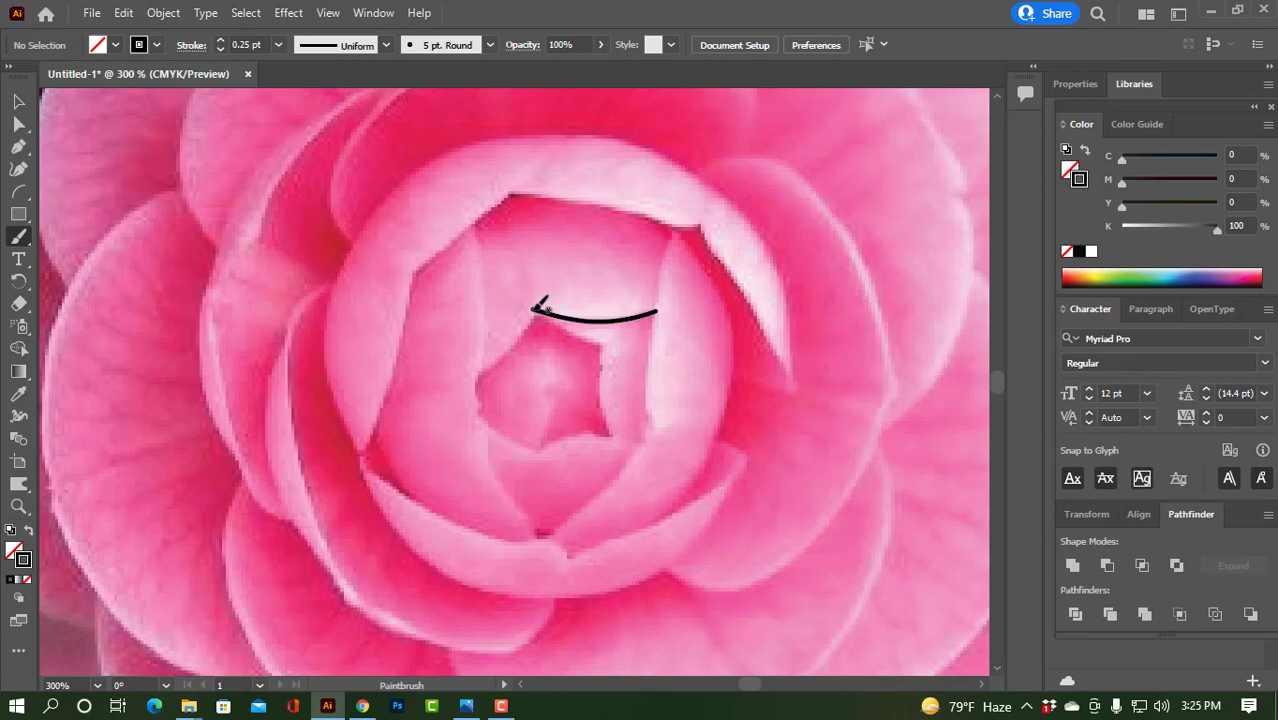 Ai File Edit Object Type Select Effect View Window Help Share
No Selection Stroke: 0.25 pt Uniform 5 pt. Round Opacity: 100% Style: Document Setup Preferences
Untitled-1* @ 300 % (CMYK/Preview)
Properties Libraries
Color Color Guide
C 0 %
M 0 %
Y 0 %
K 100 %
Character Paragraph OpenType
Myriad Pro
Regular
12 pt (14.4 pt)
Auto 0
Snap to Glyph
Transform Align Pathfinder
Shape Modes:
Expand
Pathfinders:
300% 0° 1 Paintbrush
79°F Haze 3:25 PM